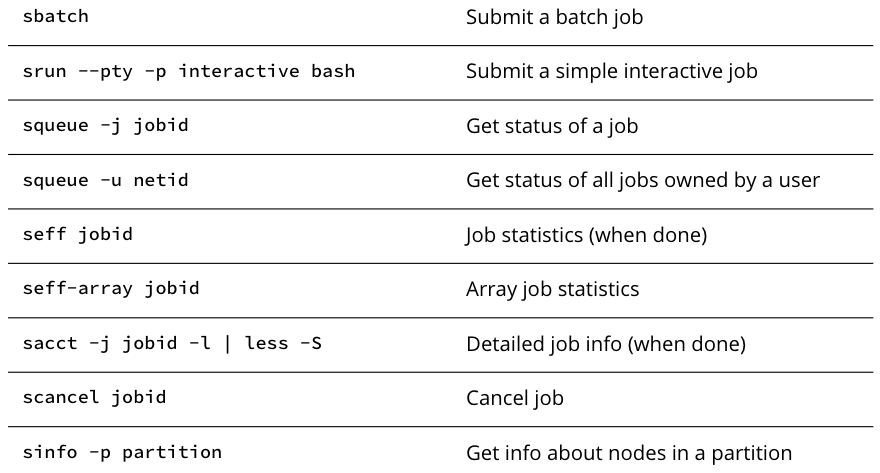 sbatch Submit a batch job
srun --pty -p interactive bash Submit a simple interactive job
squeue -j jobid Get status of a job
squeue -u netid Get status of all jobs owned by a user
seff jobid Job statistics (when done)
seff-array jobid Array job statistics
sacct -j jobid -l | less -S Detailed job info (when done)
scancel jobid Cancel job
sinfo -p partition Get info about nodes in a partition